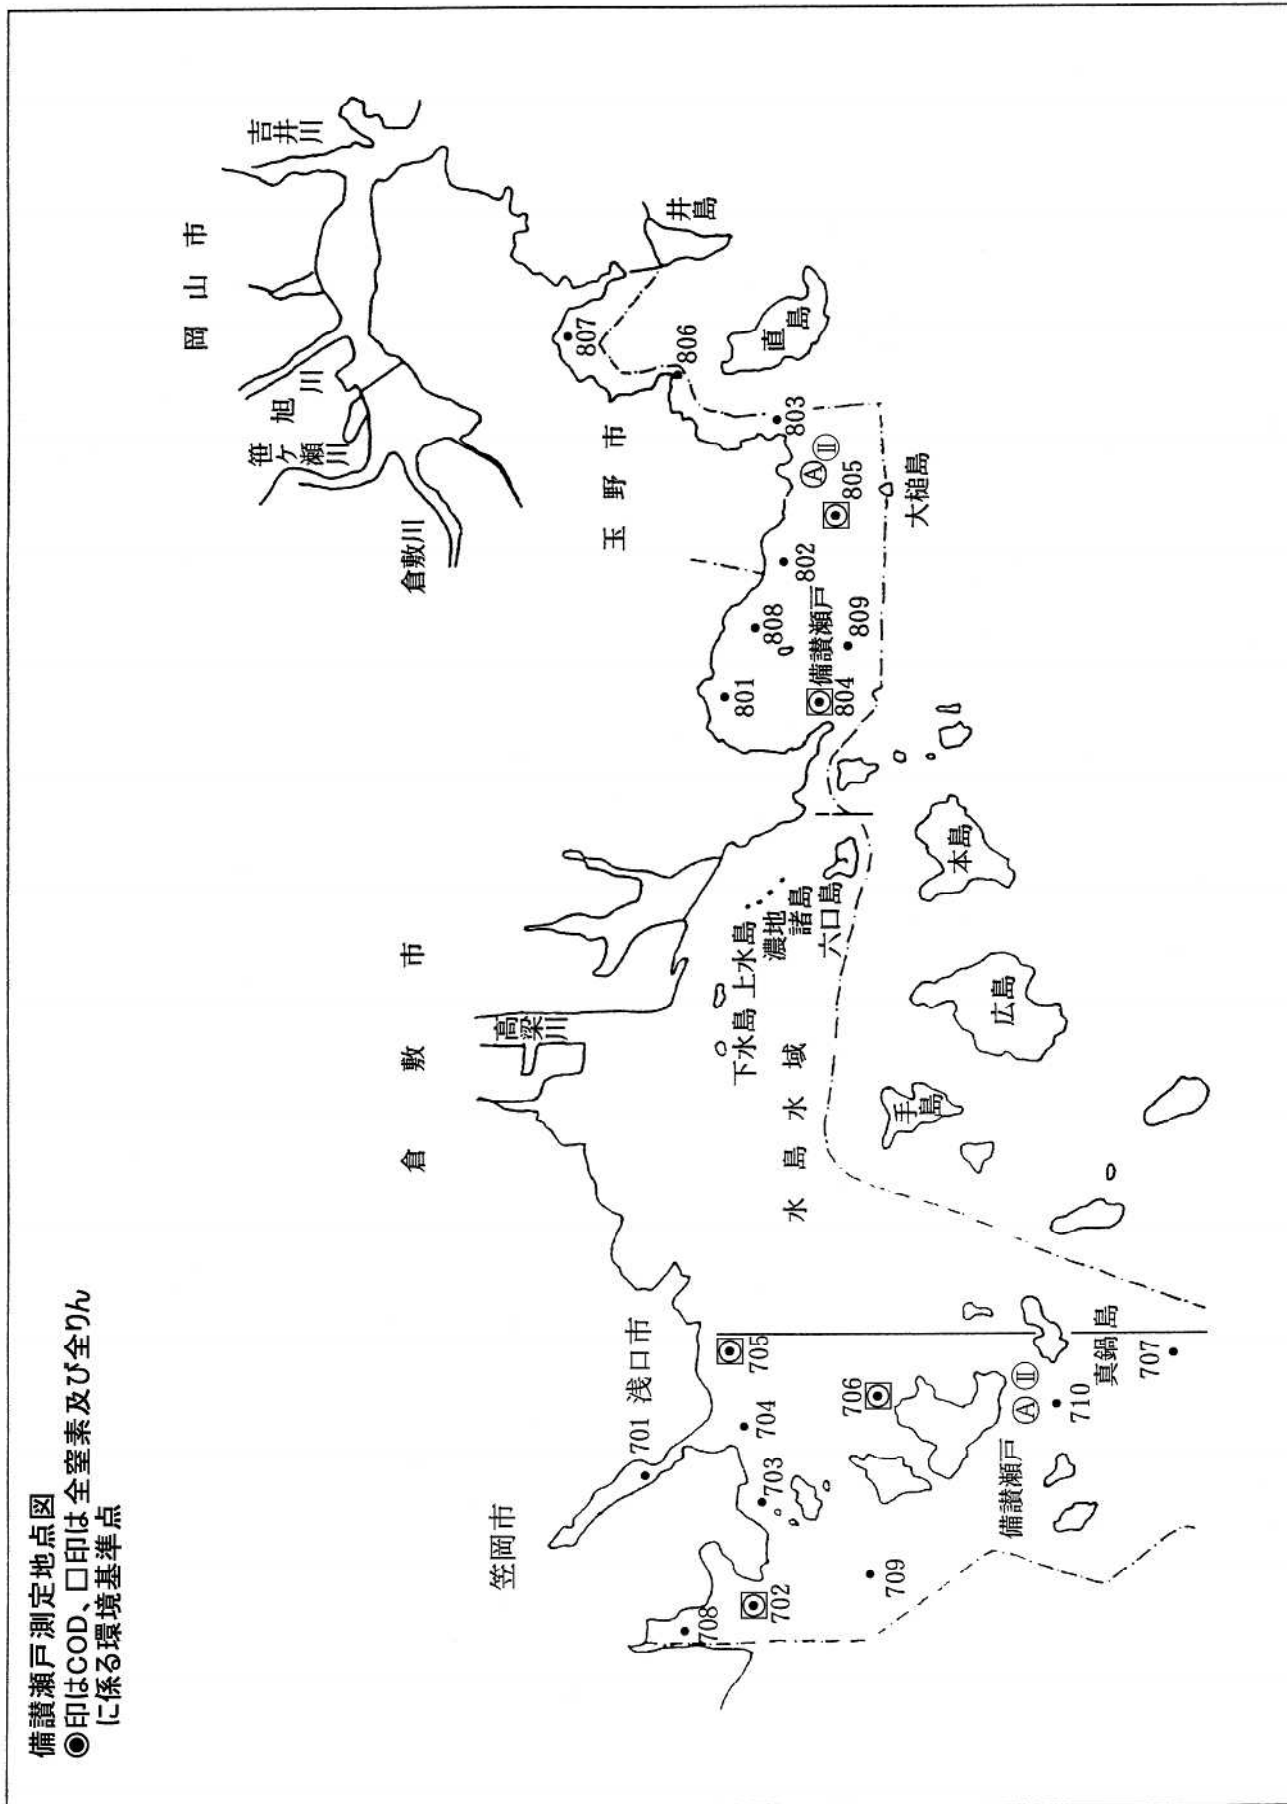 備讃瀬戸測定地点図
◉印はCOD、□印は全窒素及び全りん
に係る環境基準点
岡山市
吉井川
旭川
笹ヶ瀬川
倉敷川
玉野市
井島
直島
807
806
803
Ⓐ Ⅱ
805
大槌島
802
808
備讃瀬戸
809
801
804
倉敷市
高梁川
下水島
上水島
濃地諸島
六口島
水島水域
本島
広島
手島
笠岡市
浅口市
701
705
704
703
706
702
708
709
備讃瀬戸
Ⓐ Ⅱ
710
真鍋島
707